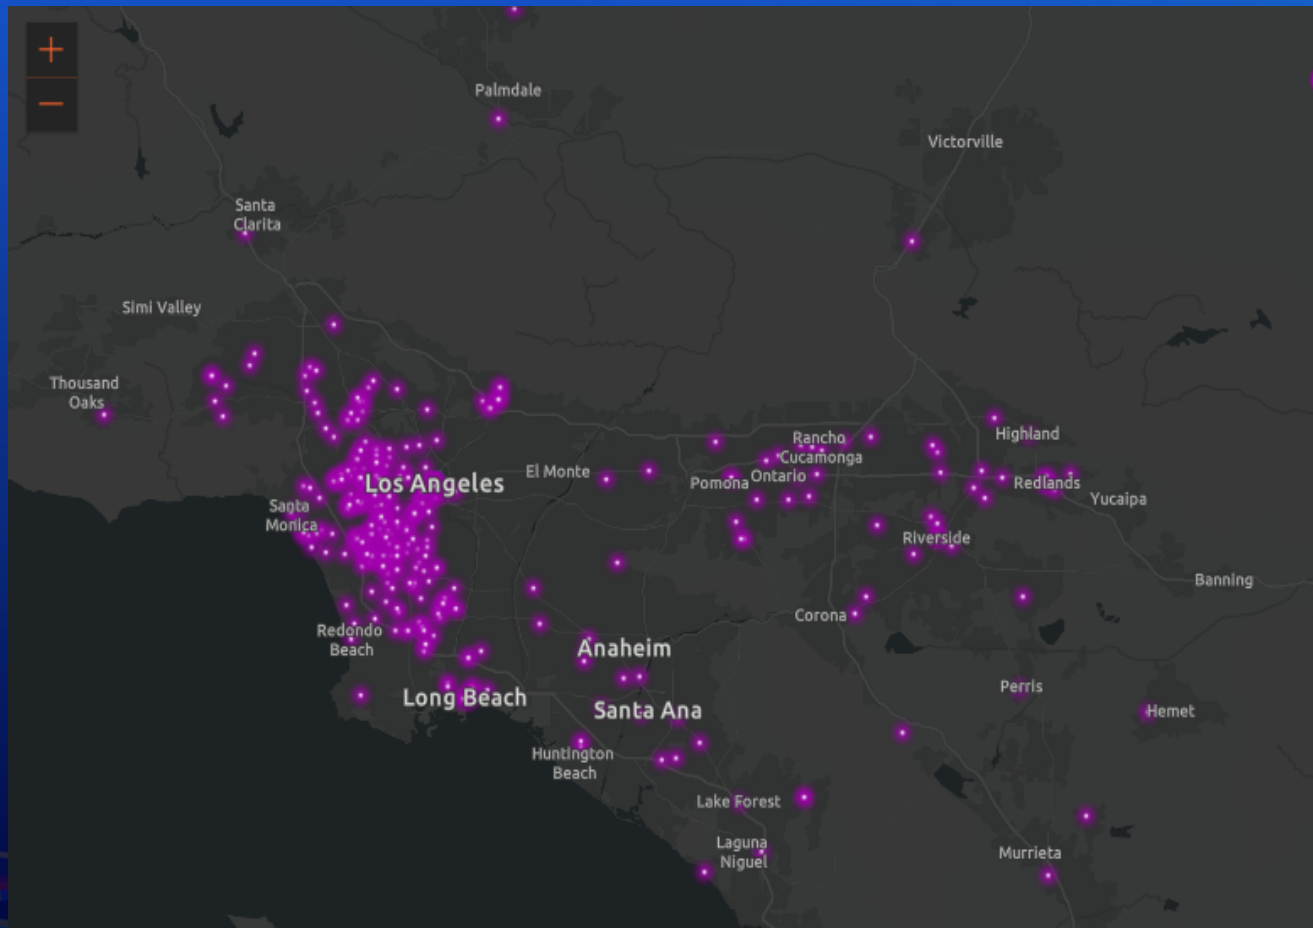 +
Palmdale
Victorville
−
Santa
Clarita
Simi Valley
Thousand
Oaks
Rancho
Cucamonga
Highland
El Monte
Pomona
Ontario
Redlands
Los Angeles
Yucaipa
Santa
Monica
Riverside
Banning
Corona
Redondo
Beach
Anaheim
Perris
Long Beach
Santa Ana
Hemet
Huntington
Beach
Lake Forest
Laguna
Niguel
Murrieta